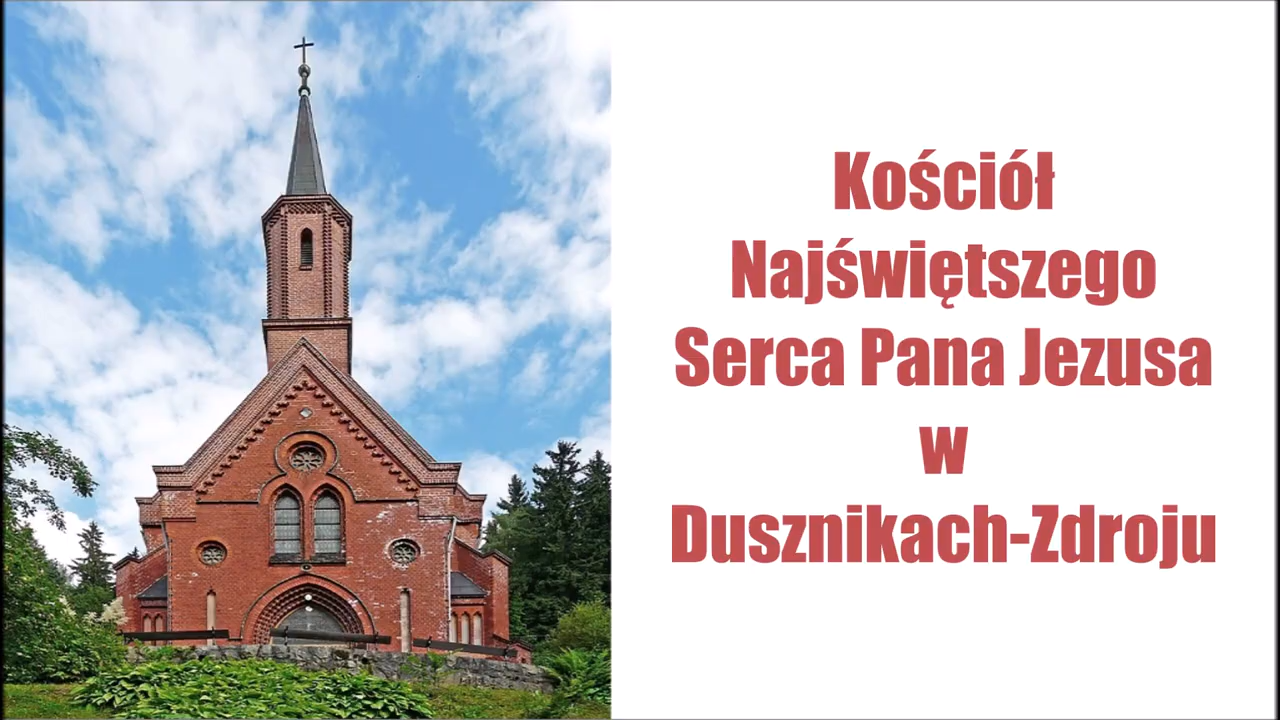 Kościół
Najświętszego
Serca Pana Jezusa
w
Dusznikach-Zdroju